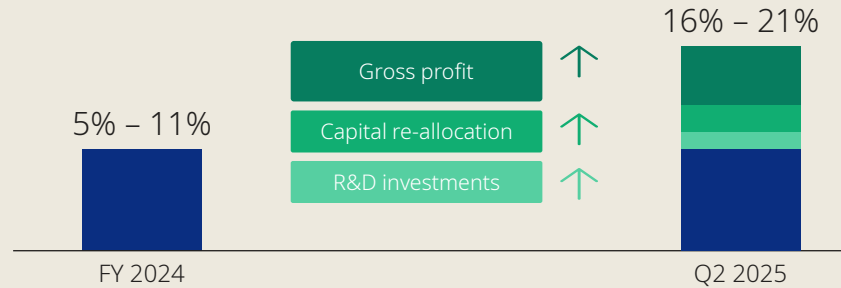 16% – 21%
Gross profit
5% – 11%
Capital re-allocation
R&D investments
FY 2024
Q2 2025